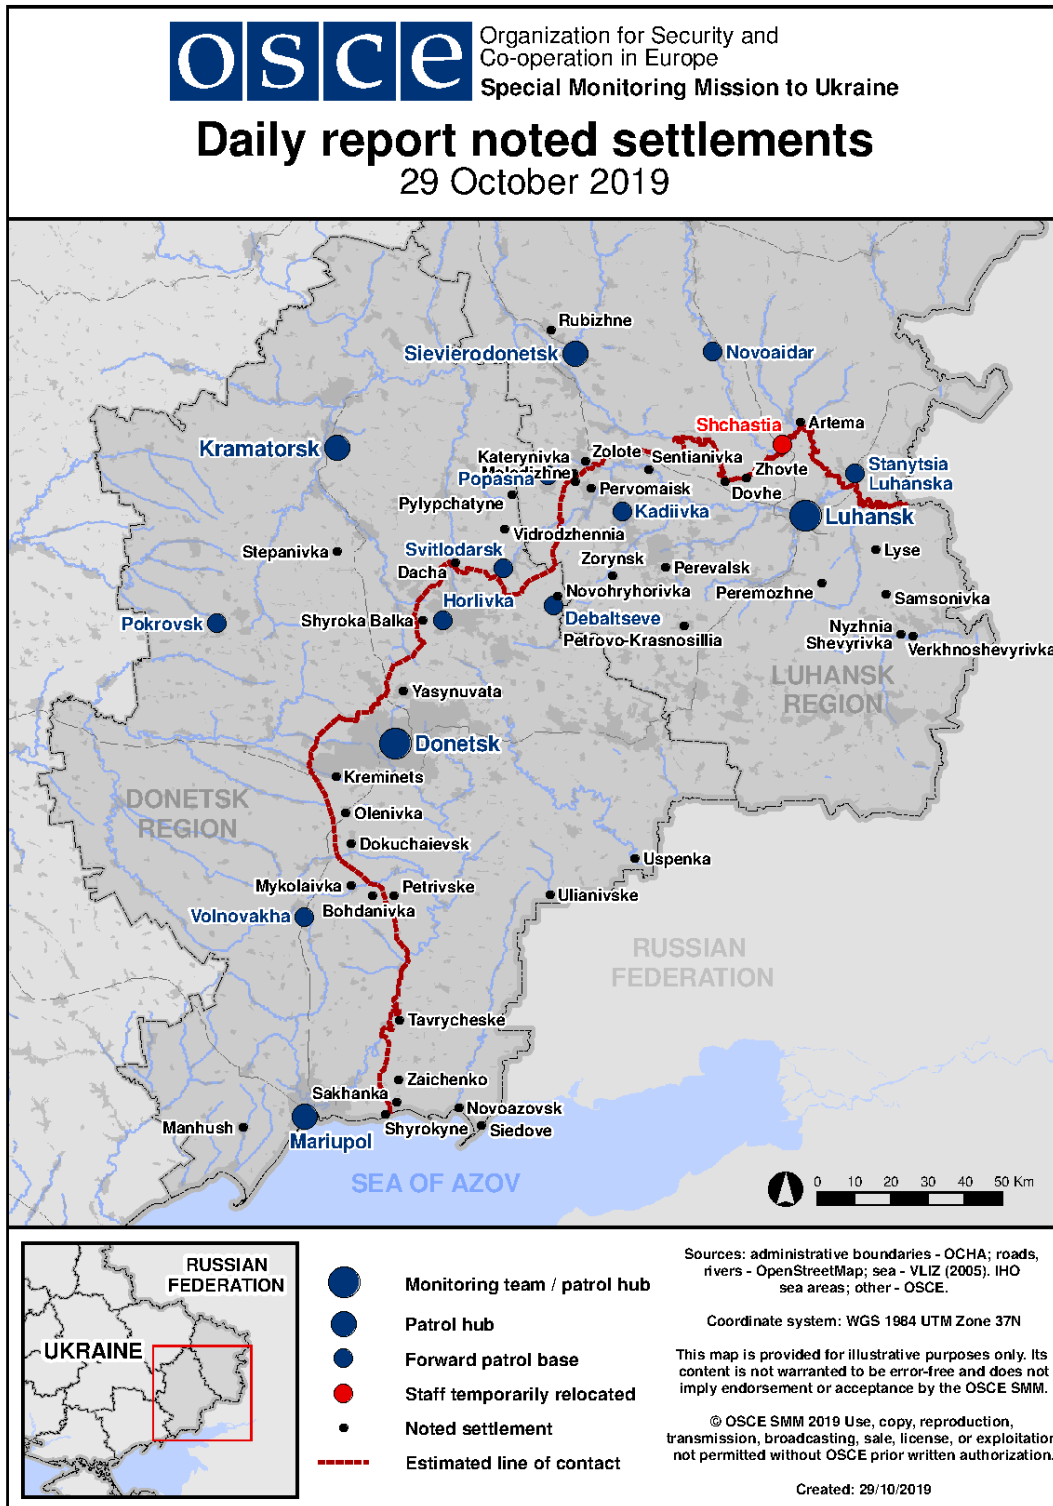 osce
Organization for Security and
Co-operation in Europe
Special Monitoring Mission to Ukraine
Daily report noted settlements
29 October 2019
Rubizhne
Sievierodonetsk
Novoaidar
Shchastia
Artema
Kramatorsk
Katerynivka
Zolote
Sentianivka
Molodizhne
Zhovte
Stanytsia
Luhanska
Popasna
Pervomaisk
Dovhe
Pylypchatyne
Kadiivka
Luhansk
Vidrodzhennia
Stepanivka
Svitlodarsk
Zorynsk
Lyse
Dacha
Perevalsk
Peremozhne
Horlivka
Novohryhorivka
Samsonivka
Pokrovsk
Shyroka Balka
Debaltseve
Petrovo-Krasnosillia
Nyzhnia
Shevyrivka
Verkhnoshevyrivka
LUHANSK
REGION
Yasynuvata
Donetsk
Kreminets
DONETSK
REGION
Olenivka
Dokuchaievsk
Uspenka
Mykolaivka
Petrivske
Ulianivske
Bohdanivka
Volnovakha
RUSSIAN
FEDERATION
Tavrycheske
Zaichenko
Sakhanka
Novoazovsk
Manhush
Shyrokyne
Siedove
Mariupol
SEA OF AZOV
0 10 20 30 40 50 Km
RUSSIAN
FEDERATION
UKRAINE
Monitoring team / patrol hub
Patrol hub
Forward patrol base
Staff temporarily relocated
Noted settlement
Estimated line of contact
Sources: administrative boundaries - OCHA; roads,
rivers - OpenStreetMap; sea - VLIZ (2005). IHO
sea areas; other - OSCE.
Coordinate system: WGS 1984 UTM Zone 37N
This map is provided for illustrative purposes only. Its
content is not warranted to be error-free and does not
imply endorsement or acceptance by the OSCE SMM.
© OSCE SMM 2019 Use, copy, reproduction,
transmission, broadcasting, sale, license, or exploitation
not permitted without OSCE prior written authorization.
Created: 29/10/2019